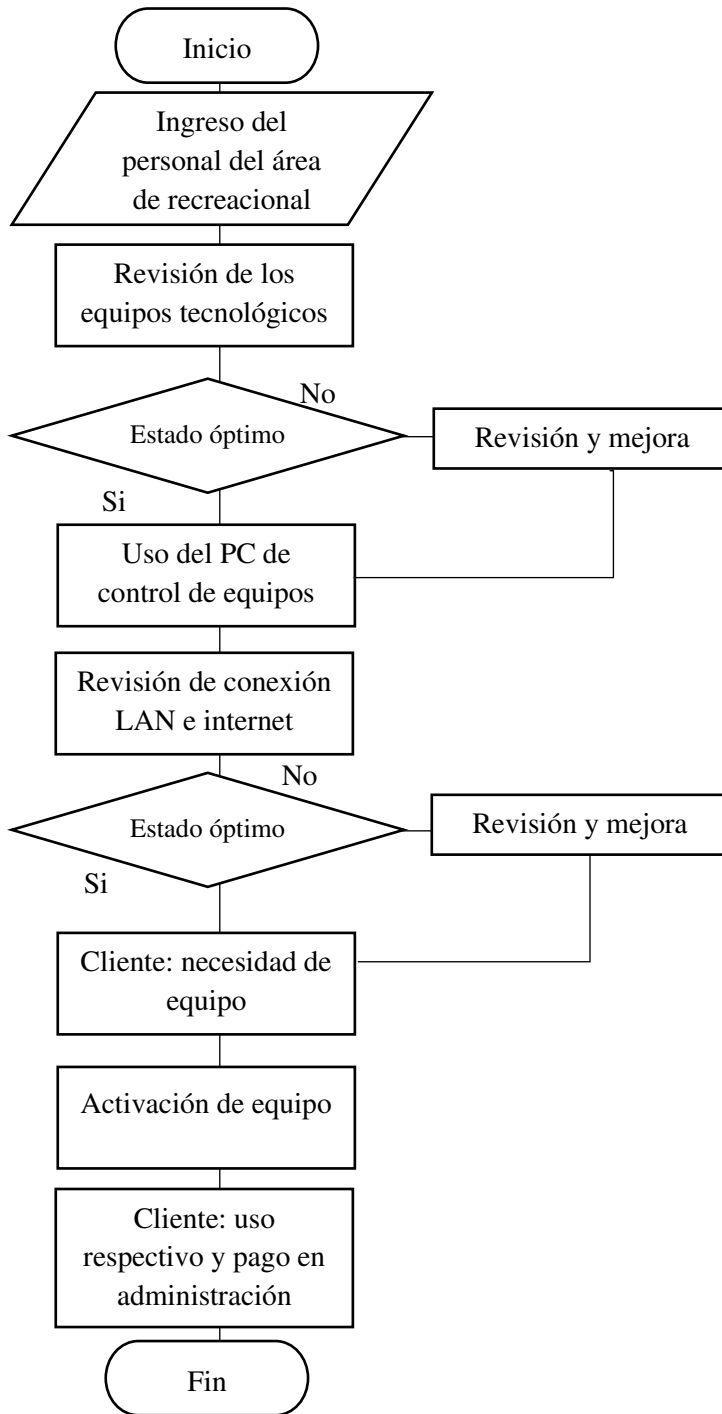 Inicio
Ingreso del
personal del área
de recreacional
Revisión de los
equipos tecnológicos
No
Estado óptimo
Revisión y mejora
Si
Uso del PC de
control de equipos
Revisión de conexión
LAN e internet
No
Estado óptimo
Revisión y mejora
Si
Cliente: necesidad de
equipo
Activación de equipo
Cliente: uso
respectivo y pago en
administración
Fin